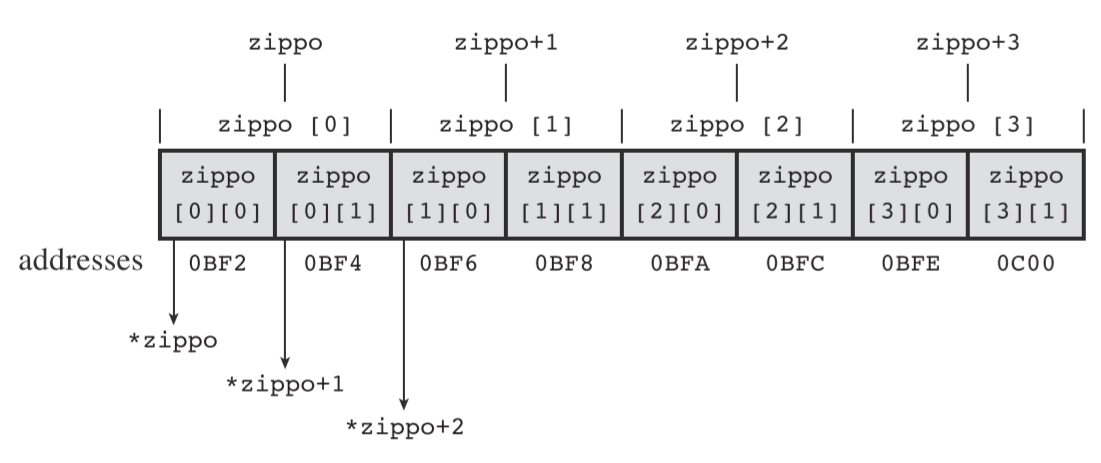 zippo zippo+1 zippo+2 zippo+3
zippo [0] zippo [1] zippo [2] zippo [3]
zippo zippo zippo zippo zippo zippo zippo zippo
[0][0] [0][1] [1][0] [1][1] [2][0] [2][1] [3][0] [3][1]
addresses 0BF2 0BF4 0BF6 0BF8 0BFA 0BFC 0BFE 0C00
*zippo
*zippo+1
*zippo+2